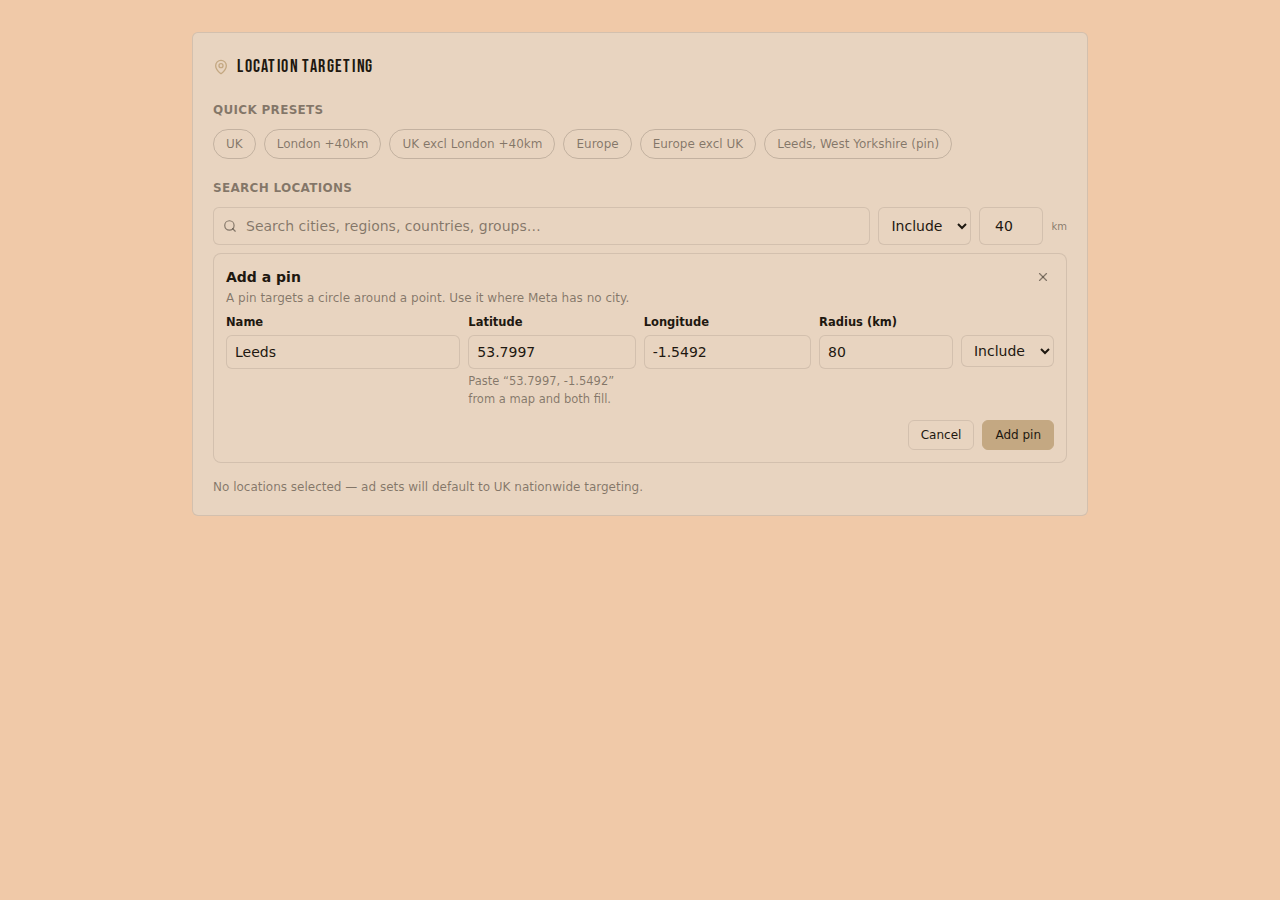 LOCATION TARGETING
QUICK PRESETS
UK
London +40km
UK excl London +40km
Europe
Europe excl UK
Leeds, West Yorkshire (pin)
SEARCH LOCATIONS
Search cities, regions, countries, groups...
Include
40
km
Add a pin
A pin targets a circle around a point. Use it where Meta has no city.
Name
Latitude
Longitude
Radius (km)
Leeds
53.7997
-1.5492
80
Include
Paste “53.7997, -1.5492”
from a map and both fill.
Cancel
Add pin
No locations selected — ad sets will default to UK nationwide targeting.